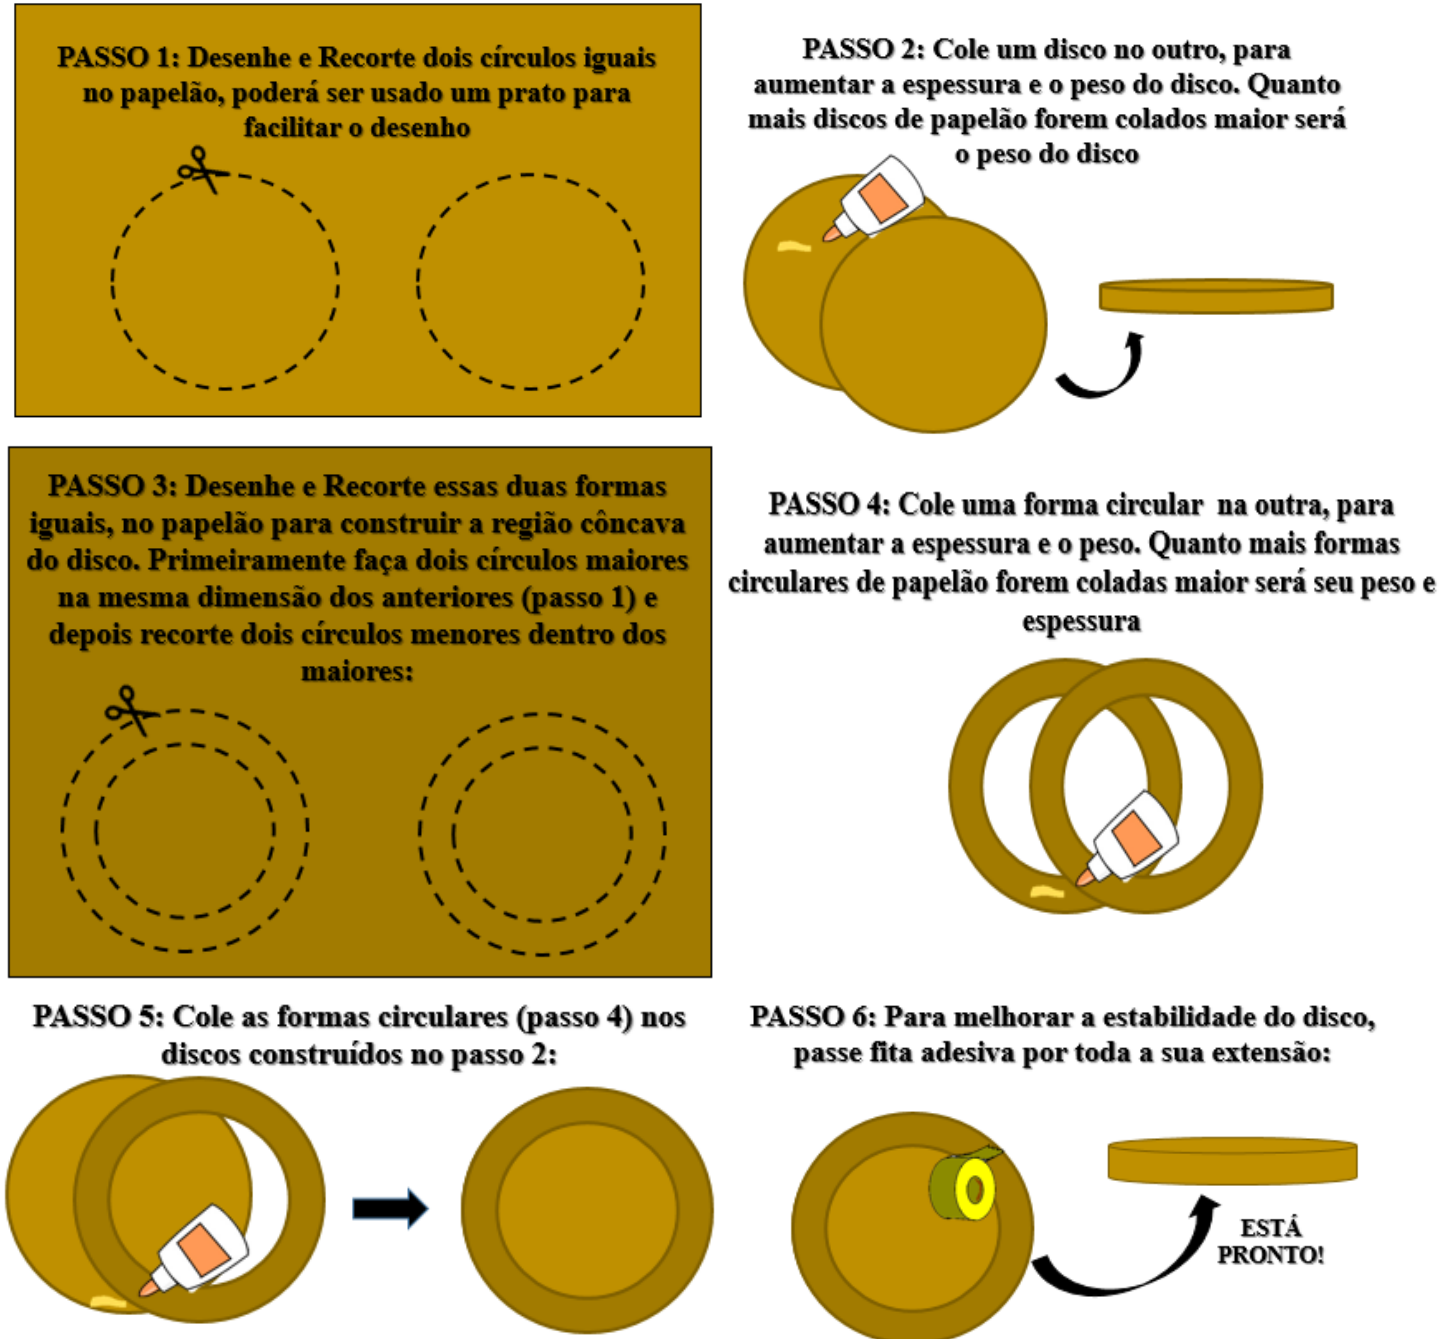 PASSO 1: Desenhe e Recorte dois círculos iguais
no papelão, poderá ser usado um prato para
facilitar o desenho
PASSO 2: Cole um disco no outro, para
aumentar a espessura e o peso do disco. Quanto
mais discos de papelão forem colados maior será
o peso do disco
PASSO 3: Desenhe e Recorte essas duas formas
iguais, no papelão para construir a região côncava
do disco. Primeiramente faça dois círculos maiores
na mesma dimensão dos anteriores (passo 1) e
depois recorte dois círculos menores dentro dos
maiores:
PASSO 4: Cole uma forma circular na outra, para
aumentar a espessura e o peso. Quanto mais formas
circulares de papelão forem coladas maior será seu peso e
espessura
PASSO 5: Cole as formas circulares (passo 4) nos
discos construídos no passo 2:
PASSO 6: Para melhorar a estabilidade do disco,
passe fita adesiva por toda a sua extensão:
ESTÁ
PRONTO!